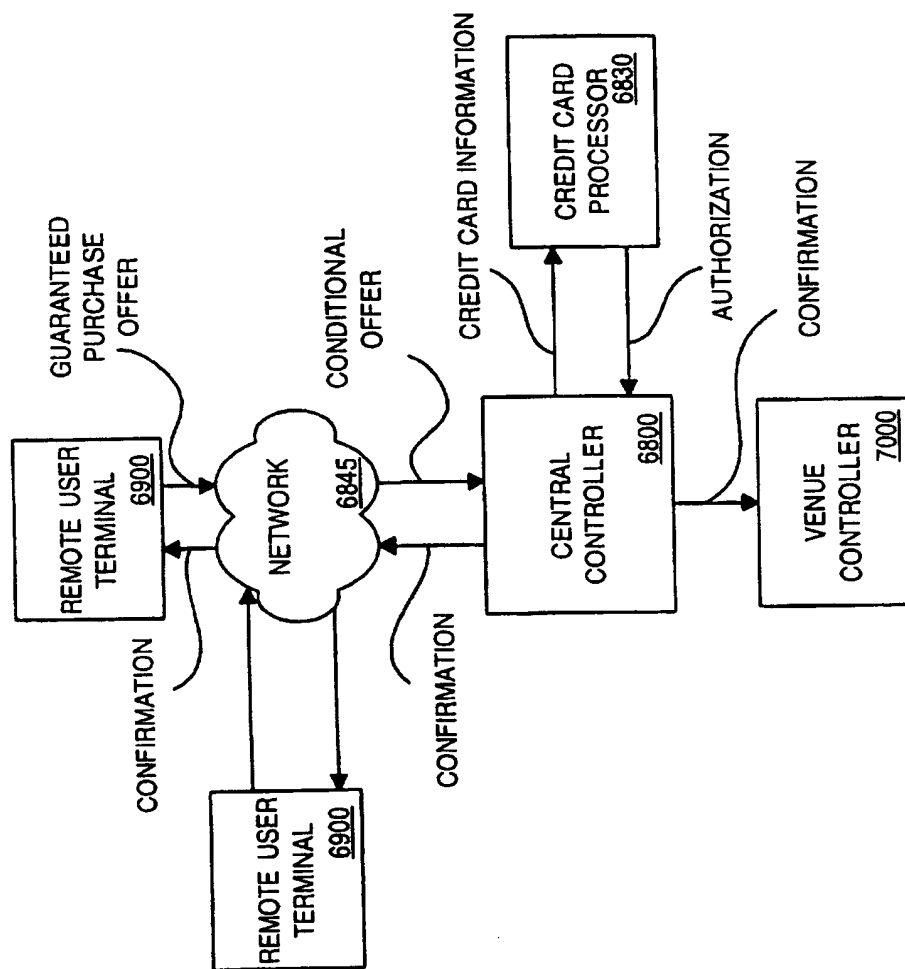 REMOTE USER
TERMINAL
6900
GUARANTEED
PURCHASE
OFFER
CONFIRMATION
NETWORK
6845
REMOTE USER
TERMINAL
6900
CONDITIONAL
OFFER
CONFIRMATION
CREDIT CARD INFORMATION
CENTRAL
CONTROLLER
6800
CREDIT CARD
PROCESSOR
6830
AUTHORIZATION
CONFIRMATION
VENUE
CONTROLLER
7000